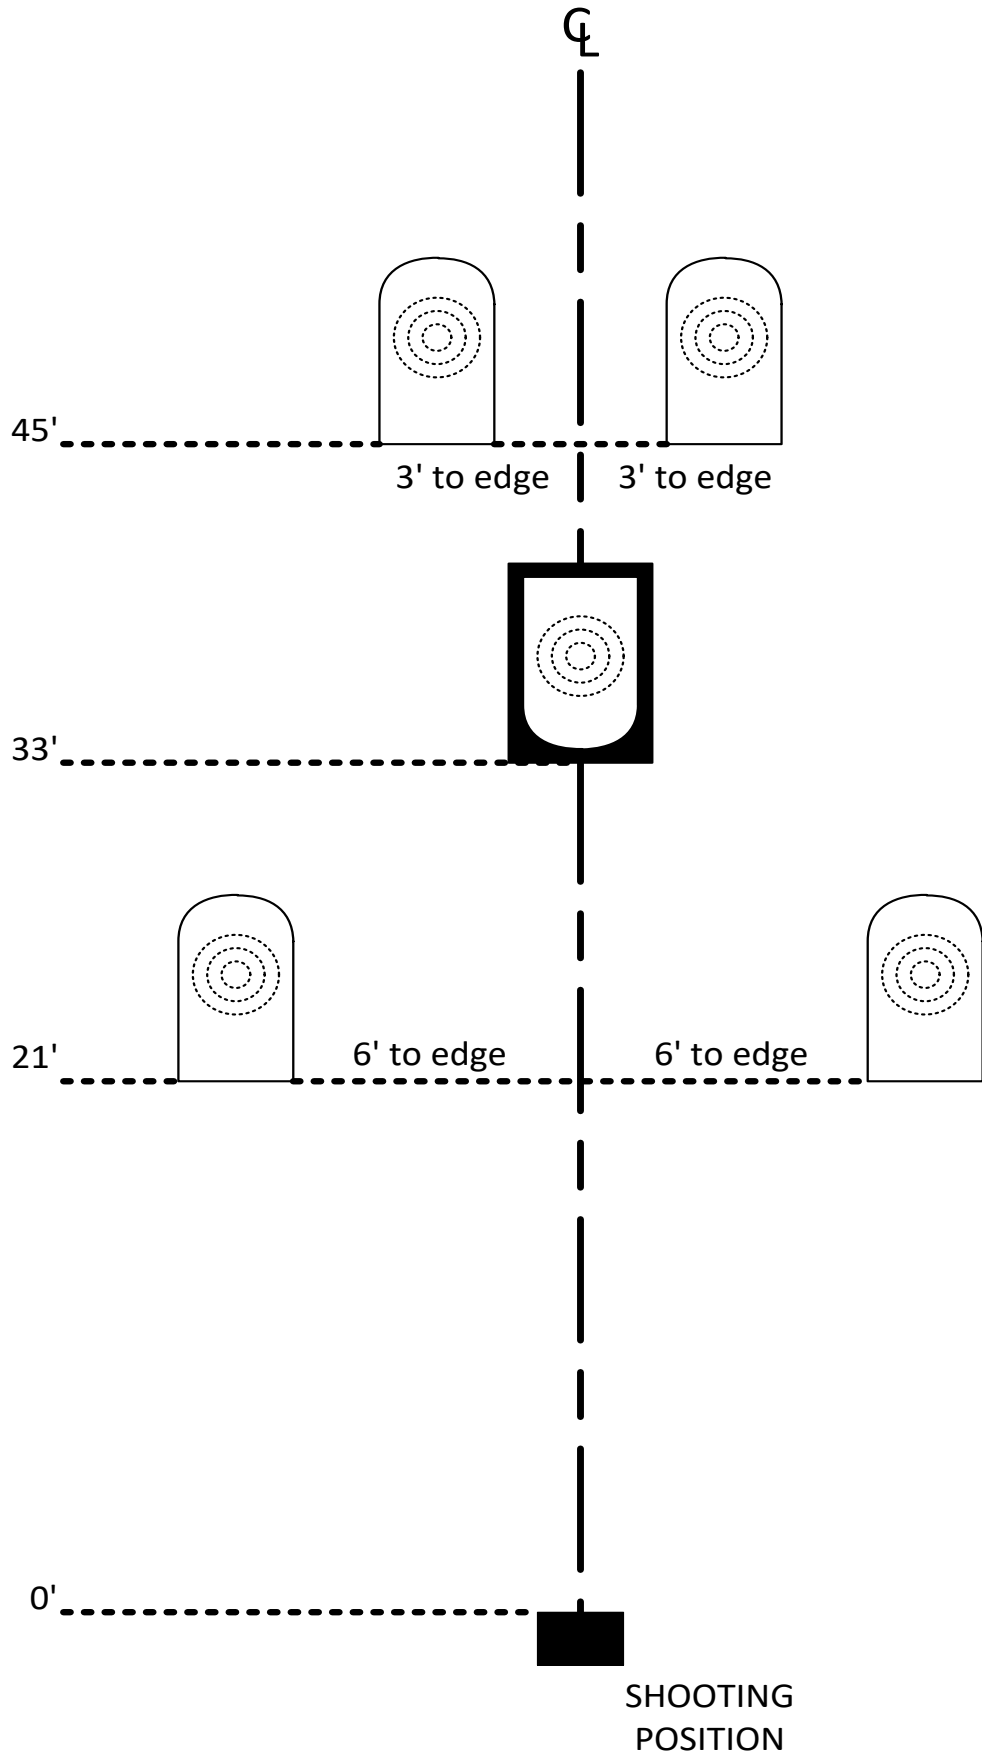 ℄
45'
3' to edge 3' to edge
33'
21'
6' to edge 6' to edge
0'
SHOOTING
POSITION